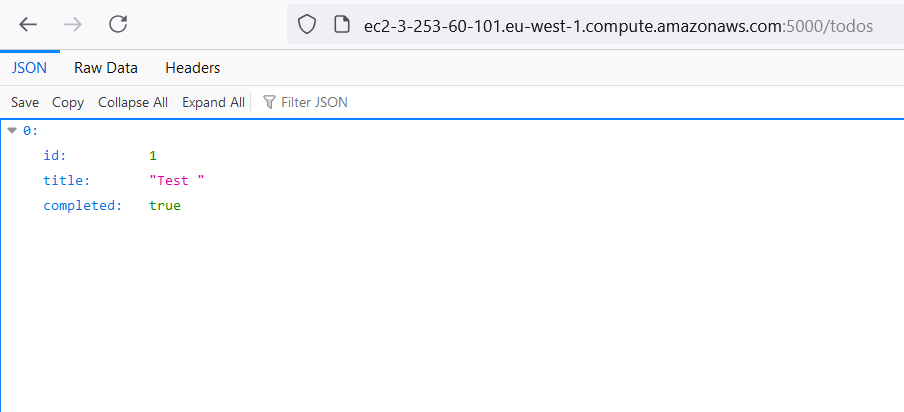 ec2-3-253-60-101.eu-west-1.compute.amazonaws.com:5000/todos
JSON Raw Data Headers
Save Copy Collapse All Expand All Filter JSON
0:
id: 1
title: "Test "
completed: true